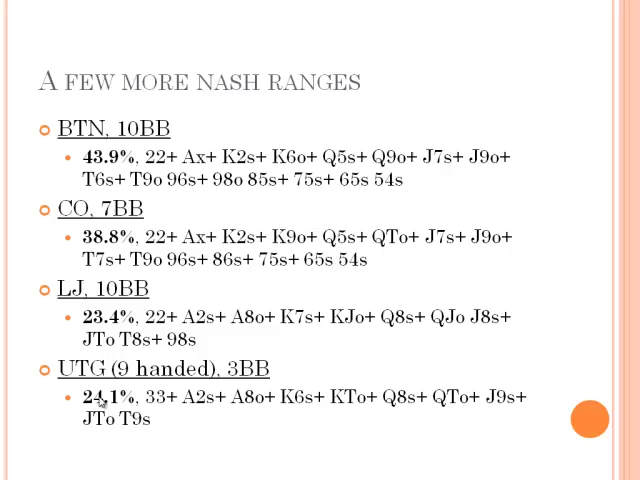 A FEW MORE NASH RANGES
BTN, 10BB
43.9%, 22+ Ax+ K2s+ K6o+ Q5s+ Q9o+ J7s+ J9o+
T6s+ T9o 96s+ 98o 85s+ 75s+ 65s 54s
CO, 7BB
38.8%, 22+ Ax+ K2s+ K9o+ Q5s+ QTo+ J7s+ J9o+
T7s+ T9o 96s+ 86s+ 75s+ 65s 54s
LJ, 10BB
23.4%, 22+ A2s+ A8o+ K7s+ KJo+ Q8s+ QJo J8s+
JTo T8s+ 98s
UTG (9 handed), 3BB
24.1%, 33+ A2s+ A8o+ K6s+ KTo+ Q8s+ QTo+ J9s+
JTo T9s